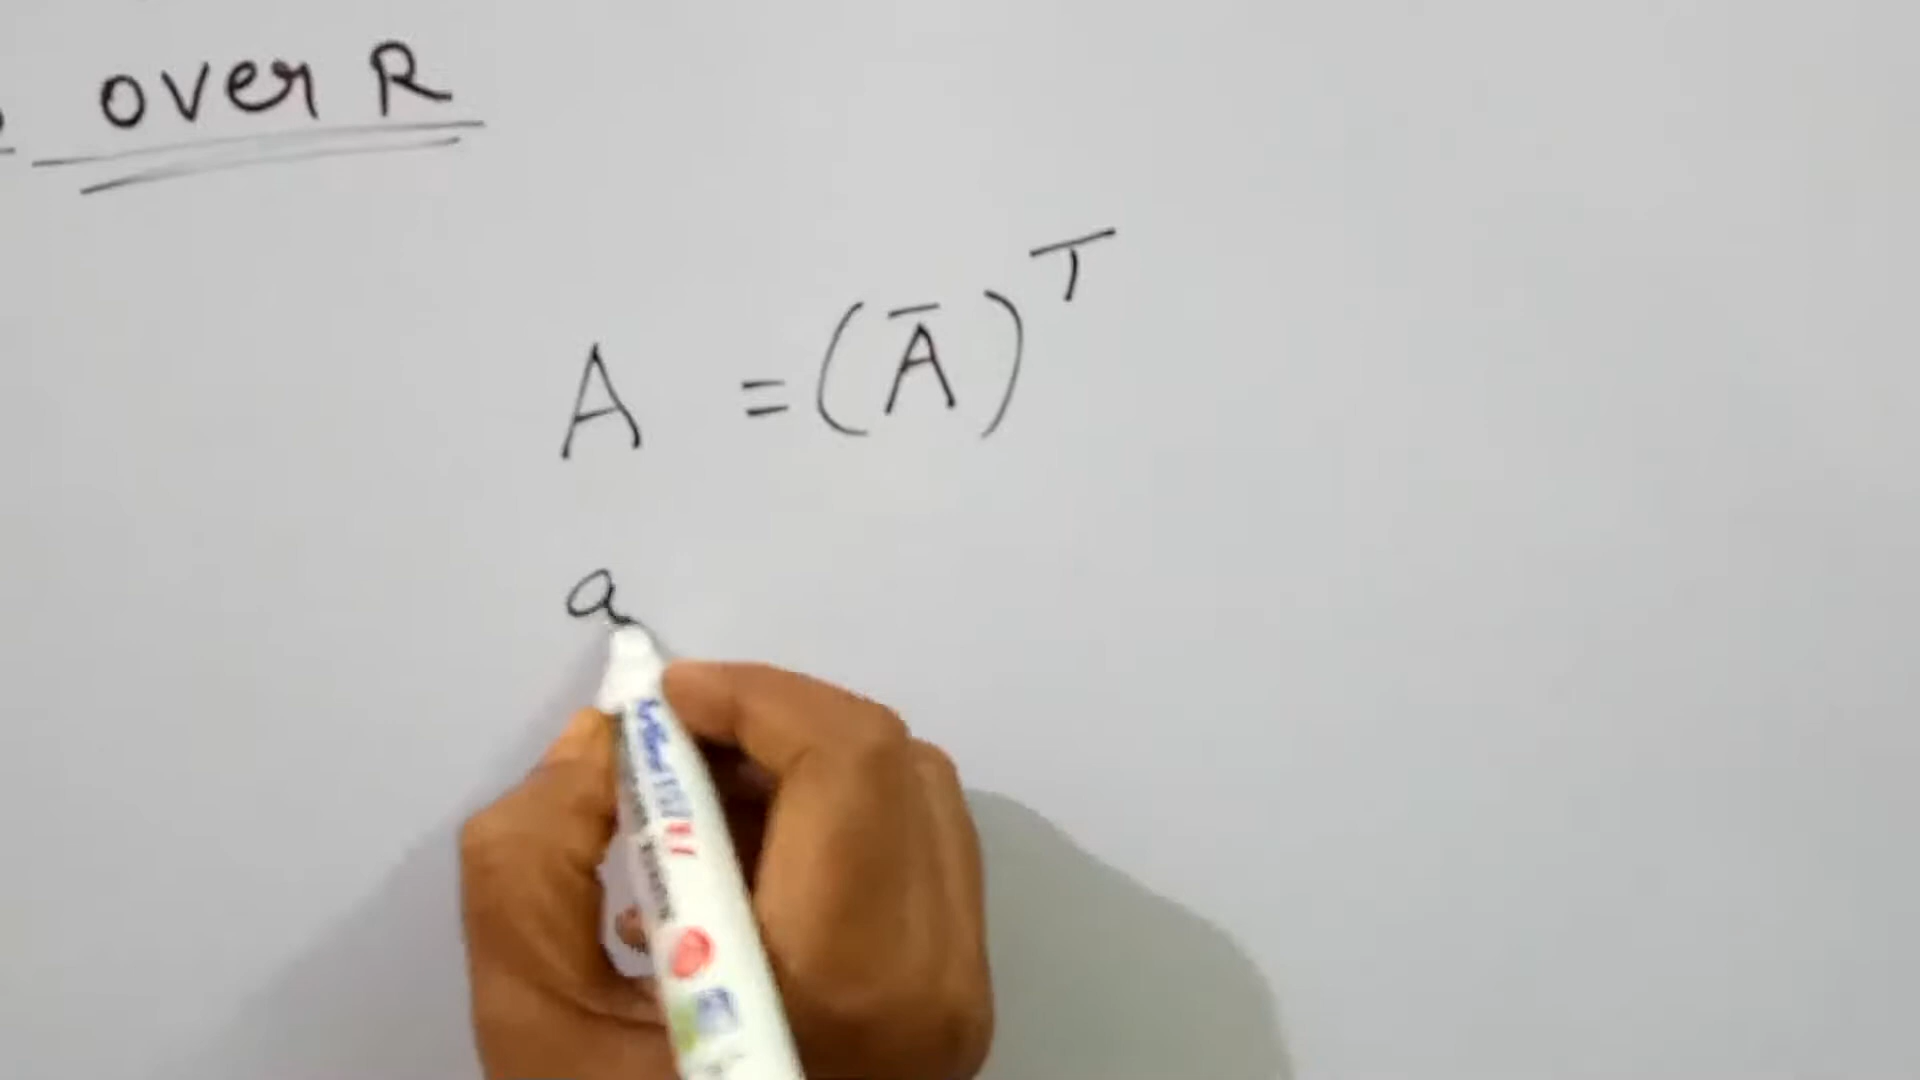 over R
A = (Ā)ᵀ
a